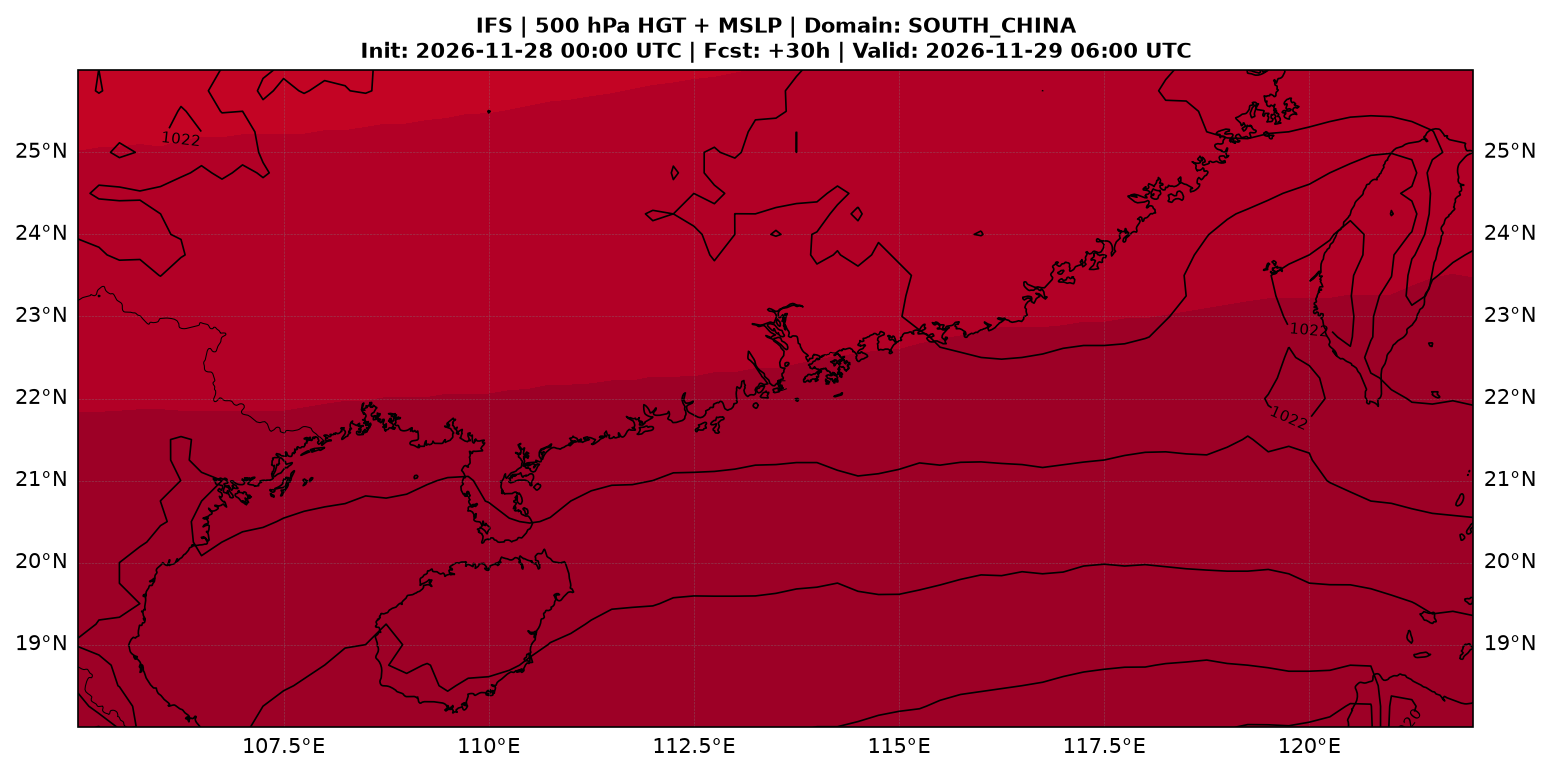 IFS | 500 hPa HGT + MSLP | Domain: SOUTH_CHINA
Init: 2026-11-28 00:00 UTC | Fcst: +30h | Valid: 2026-11-29 06:00 UTC
1022
25°N 25°N
24°N 24°N
23°N 23°N
1022
22°N 22°N
1022
21°N 21°N
20°N 20°N
19°N 19°N
107.5°E 110°E 112.5°E 115°E 117.5°E 120°E